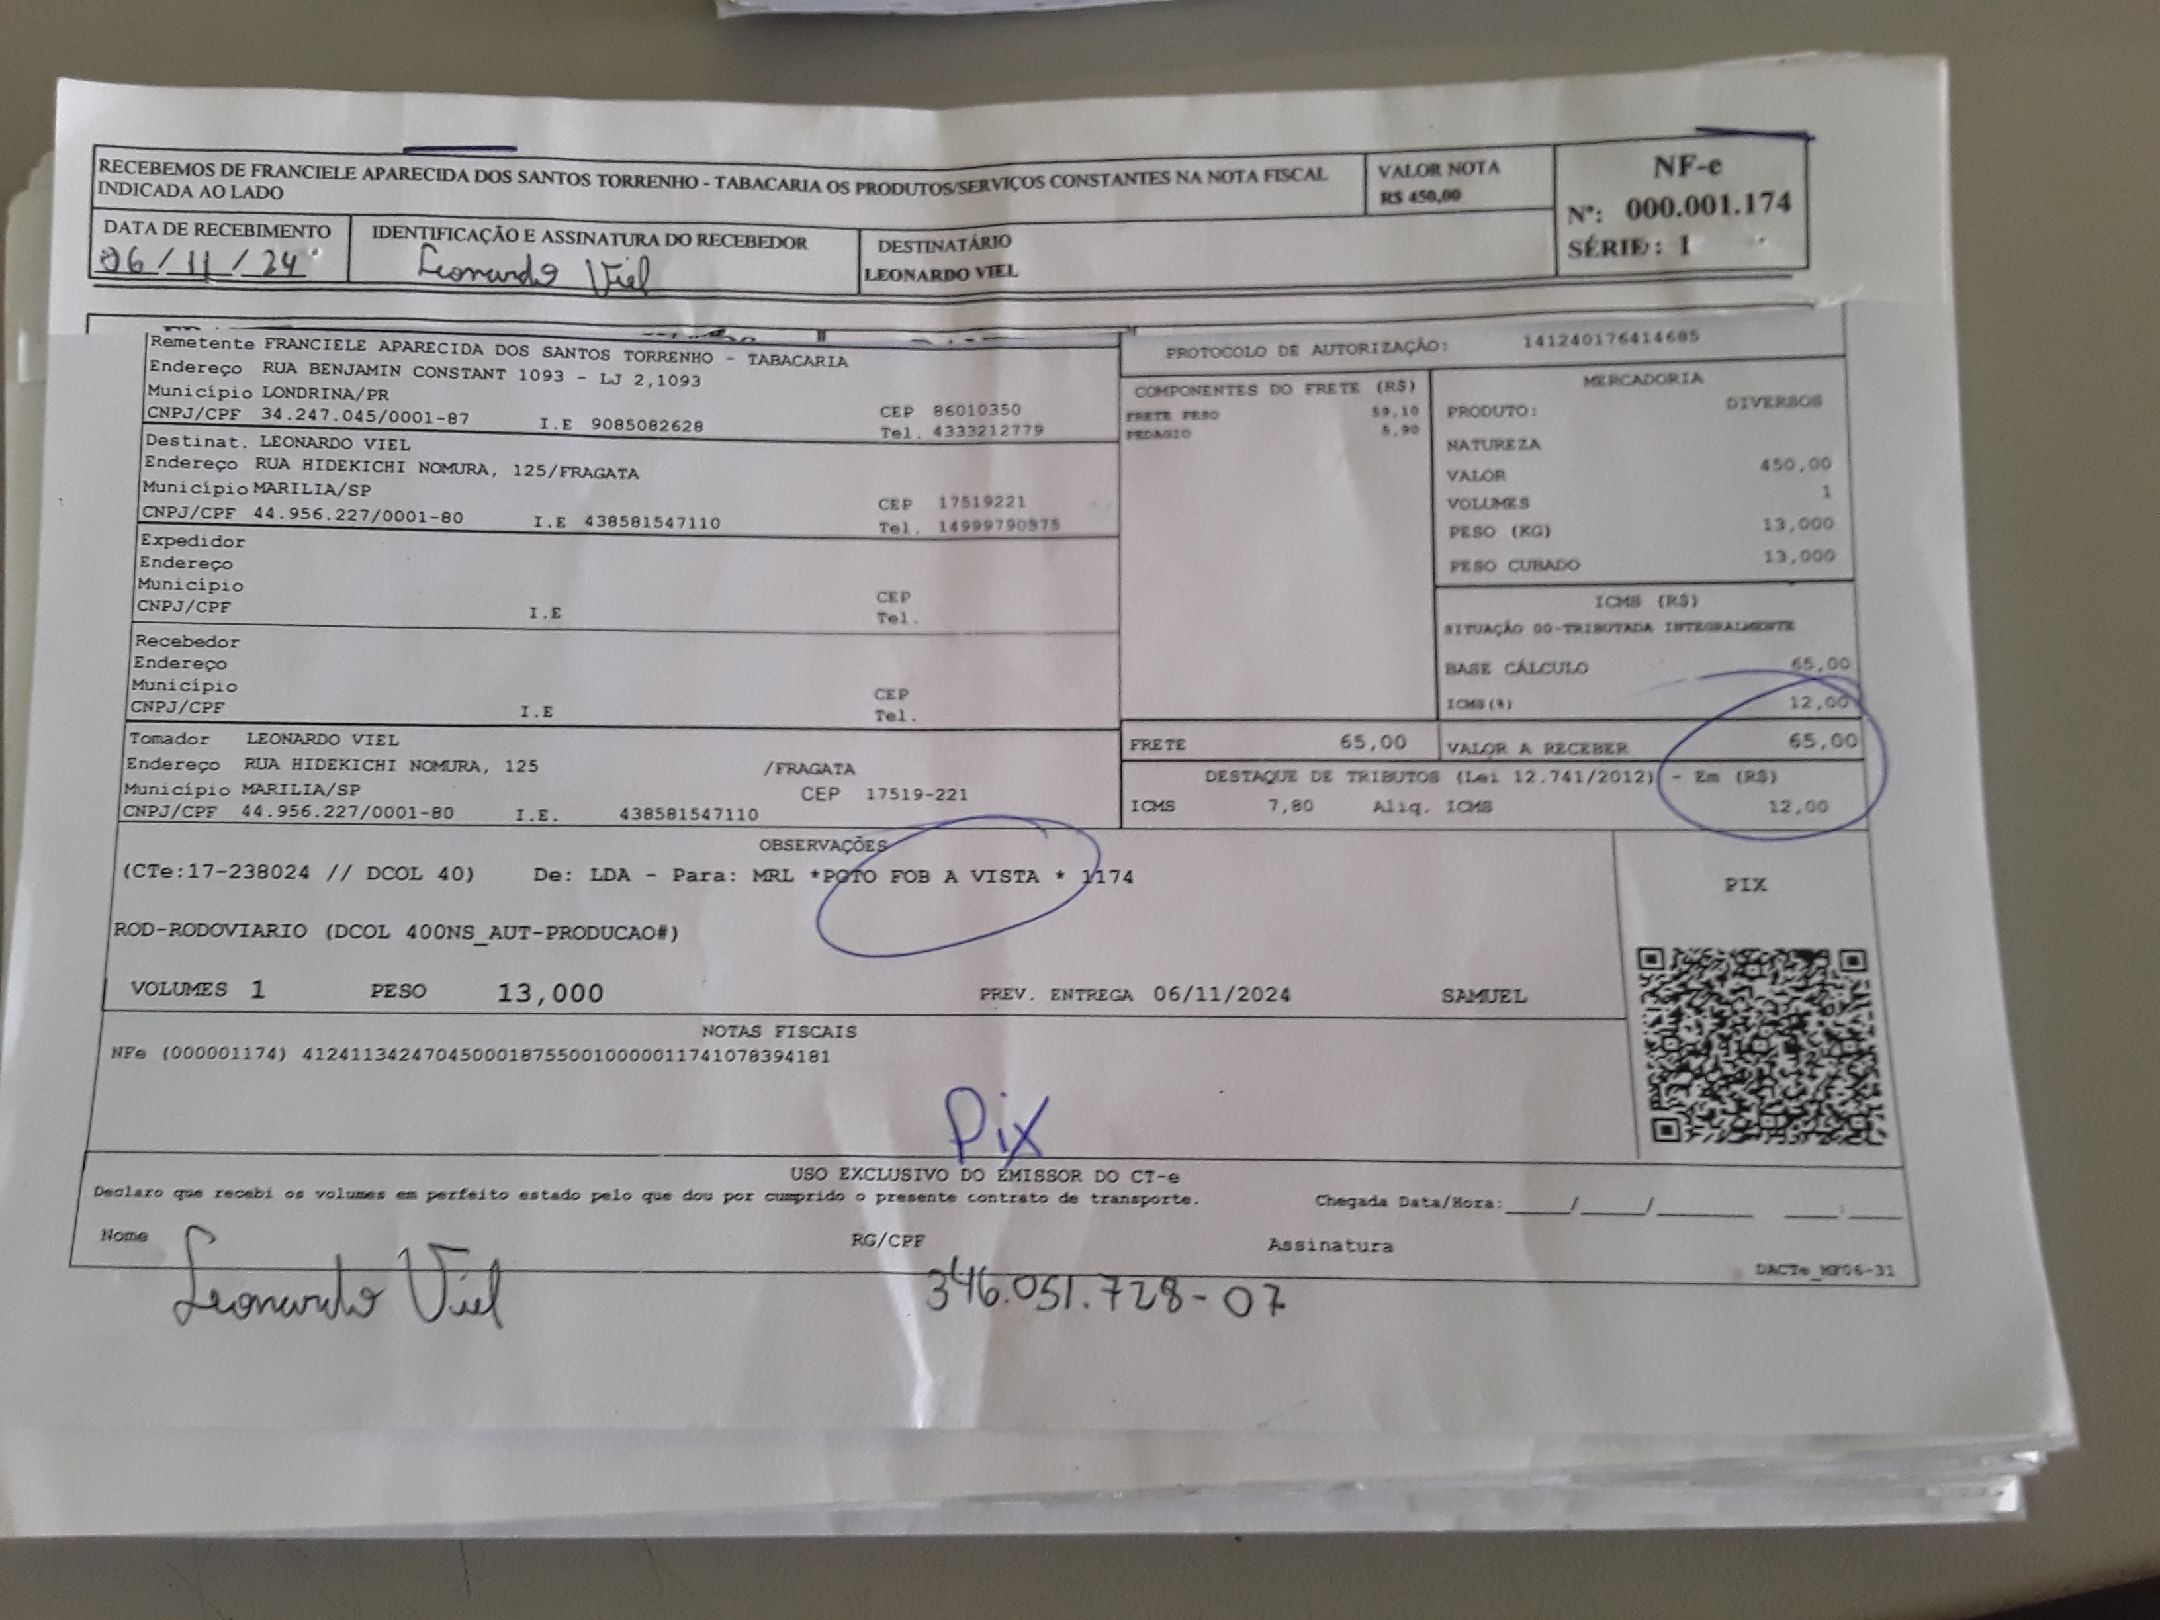 RECEBEMOS DE FRANCIELE APARECIDA DOS SANTOS TORRENHO - TABACARIA OS PRODUTOS/SERVIÇOS CONSTANTES NA NOTA FISCAL
INDICADA AO LADO
VALOR NOTA
R$ 450,00
NF-e
Nº: 000.001.174
SÉRIE: 1
DATA DE RECEBIMENTO
06/11/24
IDENTIFICAÇÃO E ASSINATURA DO RECEBEDOR
Leonardo Viel
DESTINATÁRIO
LEONARDO VIEL
Remetente FRANCIELE APARECIDA DOS SANTOS TORRENHO - TABACARIA
Endereço RUA BENJAMIN CONSTANT 1093 - LJ 2,1093
Município LONDRINA/PR
CEP 86010350
CNPJ/CPF 34.247.045/0001-87 I.E 9085082628
Tel. 4333212779
Destinat. LEONARDO VIEL
Endereço RUA HIDEKICHI NOMURA, 125/FRAGATA
Município MARILIA/SP
CEP 17519221
CNPJ/CPF 44.956.227/0001-80 I.E 438581547110
Tel. 14999790875
Expedidor
Endereço
Município
CEP
CNPJ/CPF I.E
Tel.
Recebedor
Endereço
Município
CEP
CNPJ/CPF I.E
Tel.
Tomador LEONARDO VIEL
Endereço RUA HIDEKICHI NOMURA, 125 /FRAGATA
Município MARILIA/SP CEP 17519-221
CNPJ/CPF 44.956.227/0001-80 I.E. 438581547110
PROTOCOLO DE AUTORIZAÇÃO: 141240176414685
COMPONENTES DO FRETE (R$)
FRETE PESO 59,10
PEDAGIO 5,90
MERCADORIA
PRODUTO: DIVERSOS
NATUREZA
VALOR 450,00
VOLUMES 1
PESO (KG) 13,000
PESO CUBADO 13,000
ICMS (R$)
SITUAÇÃO 00-TRIBUTADA INTEGRALMENTE
BASE CÁLCULO 65,00
ICMS(%) 12,00
FRETE 65,00 VALOR A RECEBER 65,00
DESTAQUE DE TRIBUTOS (Lei 12.741/2012) - Em (R$)
ICMS 7,80 Aliq. ICMS 12,00
OBSERVAÇÕES
(CTe:17-238024 // DCOL 40) De: LDA - Para: MRL *PGTO FOB A VISTA * 1174
ROD-RODOVIARIO (DCOL 400NS_AUT-PRODUCAO#)
PIX
VOLUMES 1 PESO 13,000 PREV. ENTREGA 06/11/2024 SAMUEL
NOTAS FISCAIS
NFe (000001174) 41241134247045000187550010000011741078394181
Pix
USO EXCLUSIVO DO EMISSOR DO CT-e
Declaro que recebi os volumes em perfeito estado pelo que dou por cumprido o presente contrato de transporte.
Chegada Data/Hora:_____/_____/_______ ____:____
Nome RG/CPF Assinatura
DACTe_MP06-31
Leonardo Viel 346.051.728-07